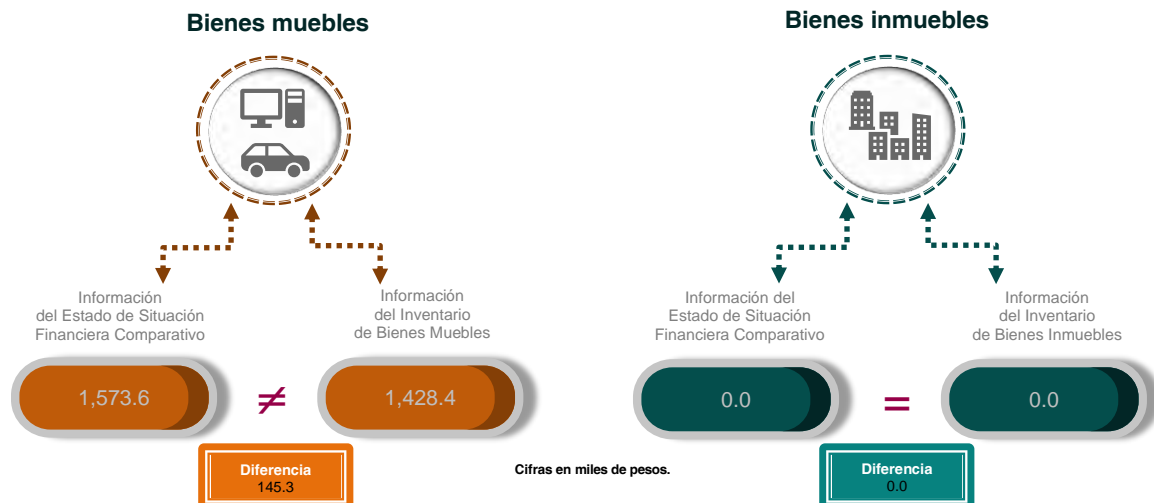 Bienes muebles
Información
del Estado de Situación
Financiera Comparativo
Información
del Inventario
de Bienes Muebles
1,573.6
≠
1,428.4
Diferencia
145.3
Bienes inmuebles
Información del
Estado de Situación
Financiera Comparativo
Información
del Inventario
de Bienes Inmuebles
0.0
=
0.0
Diferencia
0.0
Cifras en miles de pesos.